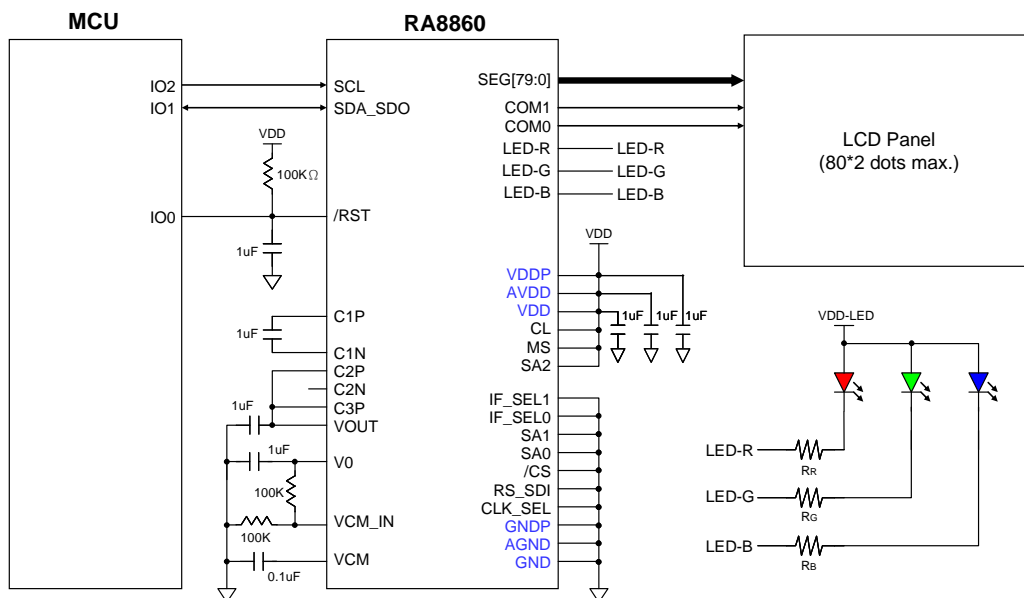 MCU
RA8860
IO2
IO1
IO0
SCL
SDA_SDO
VDD
100KΩ
/RST
1uF
C1P
1uF
C1N
C2P
C2N
C3P
1uF
VOUT
1uF
V0
100K
VCM_IN
100K
VCM
0.1uF
SEG[79:0]
COM1
COM0
LED-R
LED-R
LED-G
LED-G
LED-B
LED-B
VDD
VDDP
AVDD
VDD
1uF
1uF
1uF
CL
MS
SA2
IF_SEL1
IF_SEL0
SA1
SA0
/CS
RS_SDI
CLK_SEL
GNDP
AGND
GND
LCD Panel
(80*2 dots max.)
VDD-LED
LED-R
RR
LED-G
RG
LED-B
RB